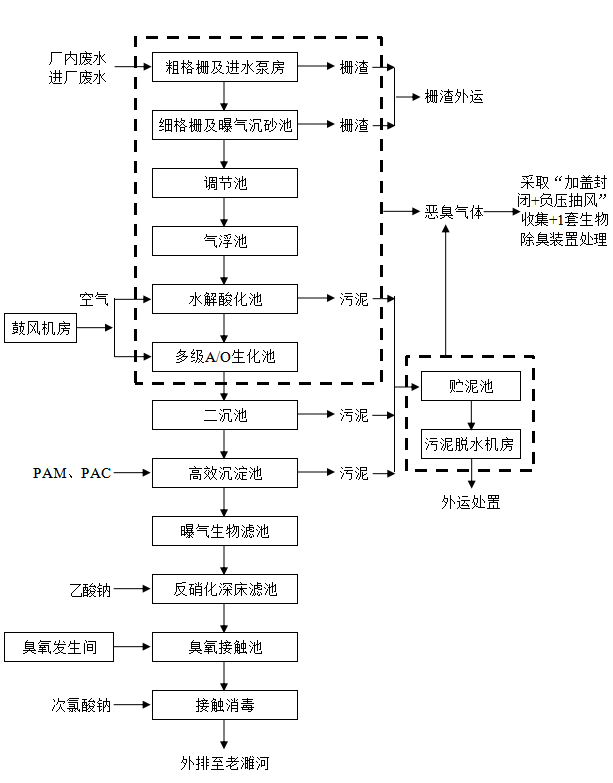 厂内废水
进厂废水
粗格栅及进水泵房
栅渣
栅渣外运
细格栅及曝气沉砂池
栅渣
调节池
采取“加盖封
闭+负压抽风”
收集+1套生物
除臭装置处理
恶臭气体
气浮池
空气
水解酸化池
污泥
鼓风机房
多级A/O生化池
贮泥池
二沉池
污泥
污泥脱水机房
PAM、PAC
高效沉淀池
污泥
外运处置
曝气生物滤池
乙酸钠
反硝化深床滤池
臭氧发生间
臭氧接触池
次氯酸钠
接触消毒
外排至老濉河